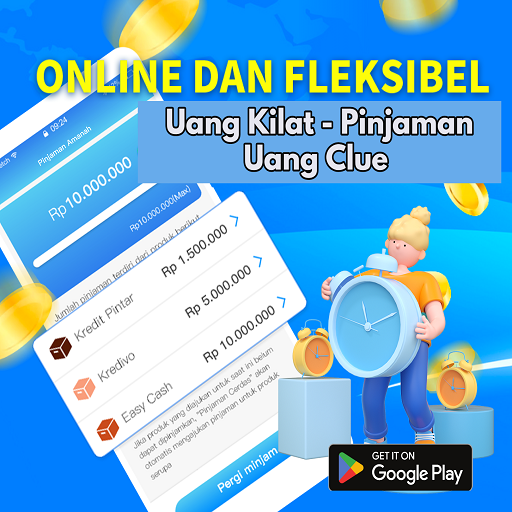 ONLINE DAN FLEKSIBEL
Uang Kilat - Pinjaman
Uang Clue
09:24
Pinjaman Amanah
Rp10.000.000
Rp10.000.000(Max)
Jumlah pinjaman terdiri dari produk berikut
Kredit Pintar Rp 1.500.000
Kredivo Rp 5.000.000
Easy Cash Rp 10.000.000
Jika produk yang diajukan untuk saat ini belum
dapat dipinjamkan, "Pinjaman Cerdas" akan
otomatis mengajukan pinjaman untuk produk
serupa
Pergi minjam
GET IT ON
Google Play